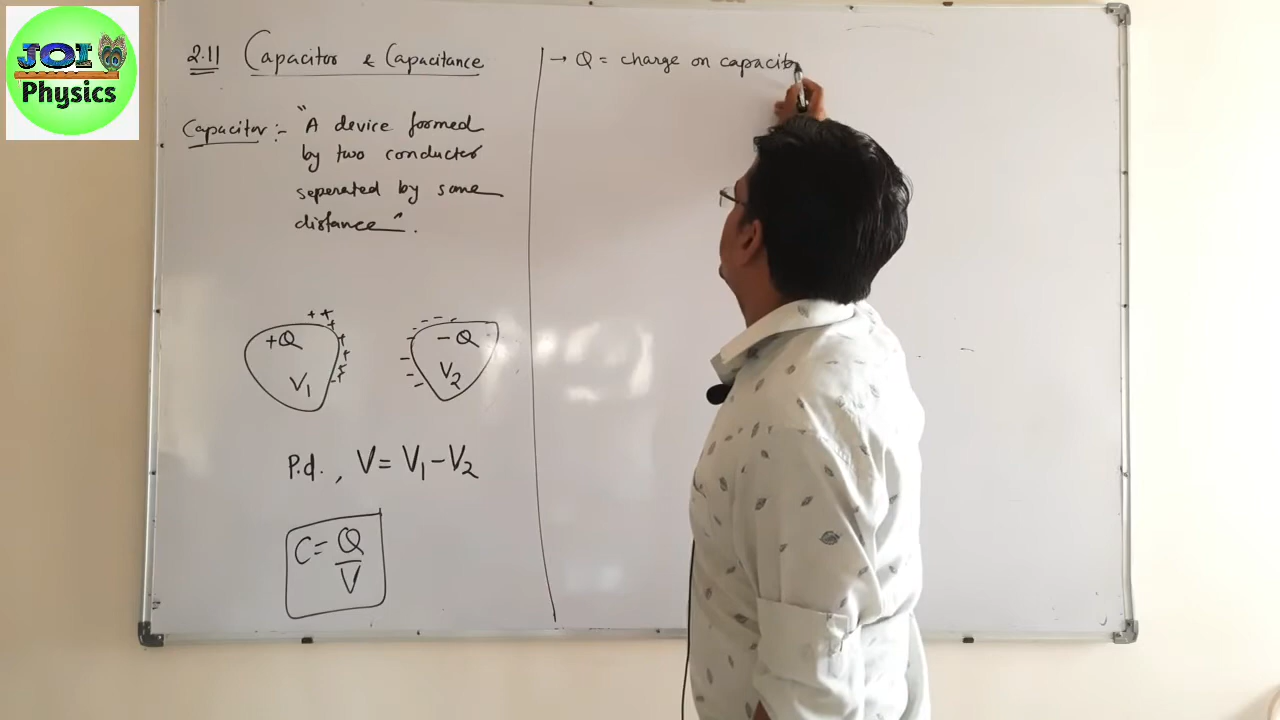 JOI
Physics
2.11 Capacitor & Capacitance
Capacitor :- "A device formed
by two conductor
seperated by some
distance".
+ +
+Q
V1
- Q
V2
P.d. , V = V1 - V2
C = Q
V
→ Q = charge on capacito